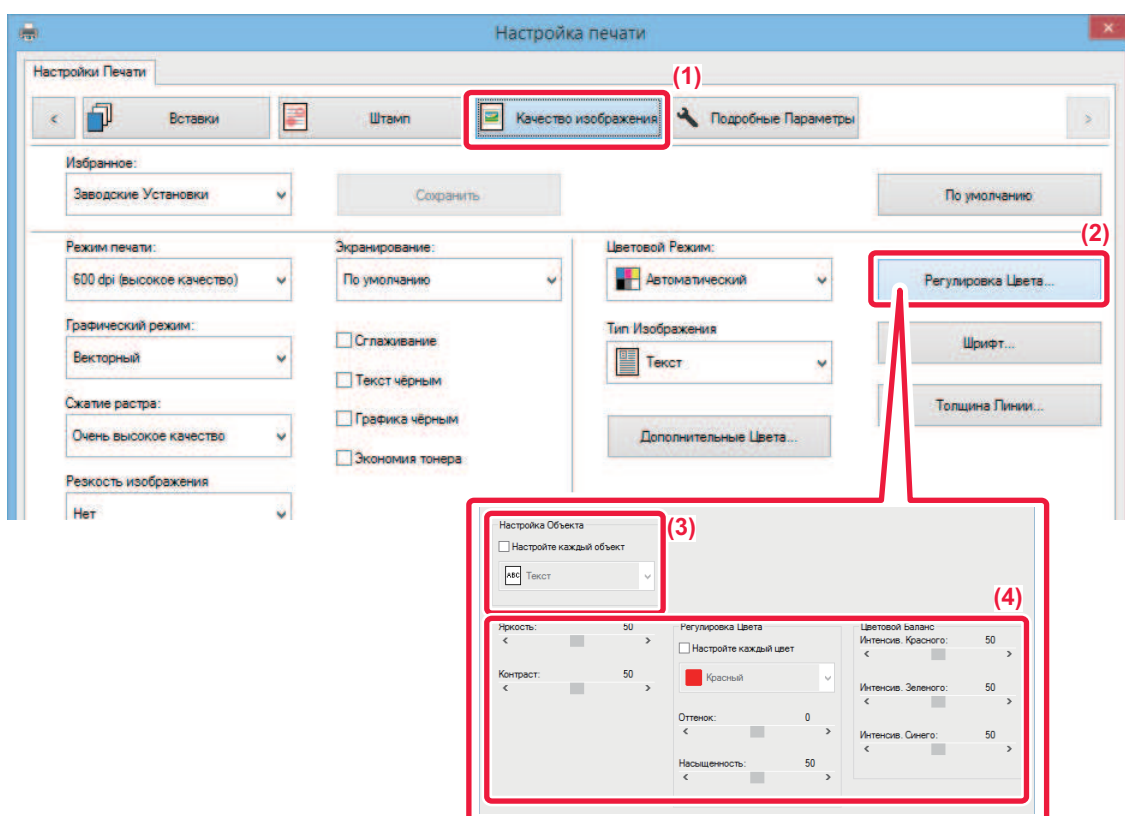 Настройка печати
Настройки Печати
(1)
Вставки
Штамп
Качество изображения
Подробные Параметры
Избранное:
Заводские Установки
Сохранить
По умолчанию
(2)
Режим печати:
Экранирование:
Цветовой Режим:
600 dpi (высокое качество)
По умолчанию
Автоматический
Регулировка Цвета...
Графический режим:
Сглаживание
Тип Изображения
Шрифт...
Векторный
Текст
Текст чёрным
Сжатие растра:
Толщина Линии...
Графика чёрным
Очень высокое качество
Дополнительные Цвета...
Экономия тонера
Резкость изображения
Нет
Настройка Объекта
(3)
Настройте каждый объект
ABC Текст
(4)
Яркость: 50
Регулировка Цвета
Цветовой Баланс
Интенсив. Красного: 50
Настройте каждый цвет
Контраст: 50
Красный
Интенсив. Зеленого: 50
Оттенок: 0
Интенсив. Синего: 50
Насыщенность: 50